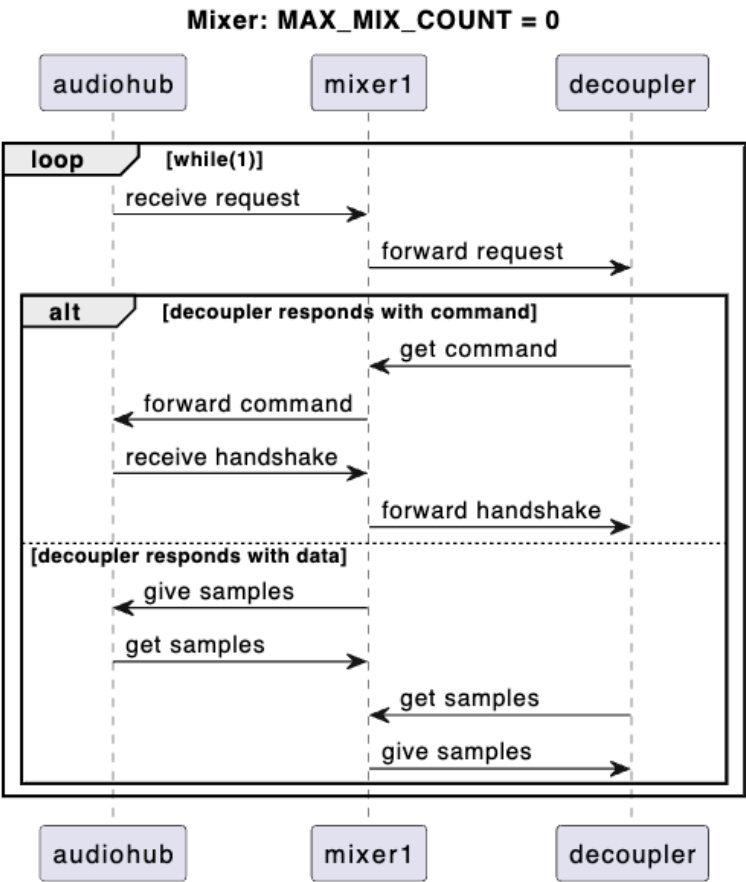 Mixer: MAX_MIX_COUNT = 0
audiohub mixer1 decoupler
loop [while(1)]
receive request
forward request
alt [decoupler responds with command]
get command
forward command
receive handshake
forward handshake
[decoupler responds with data]
give samples
get samples
get samples
give samples
audiohub mixer1 decoupler